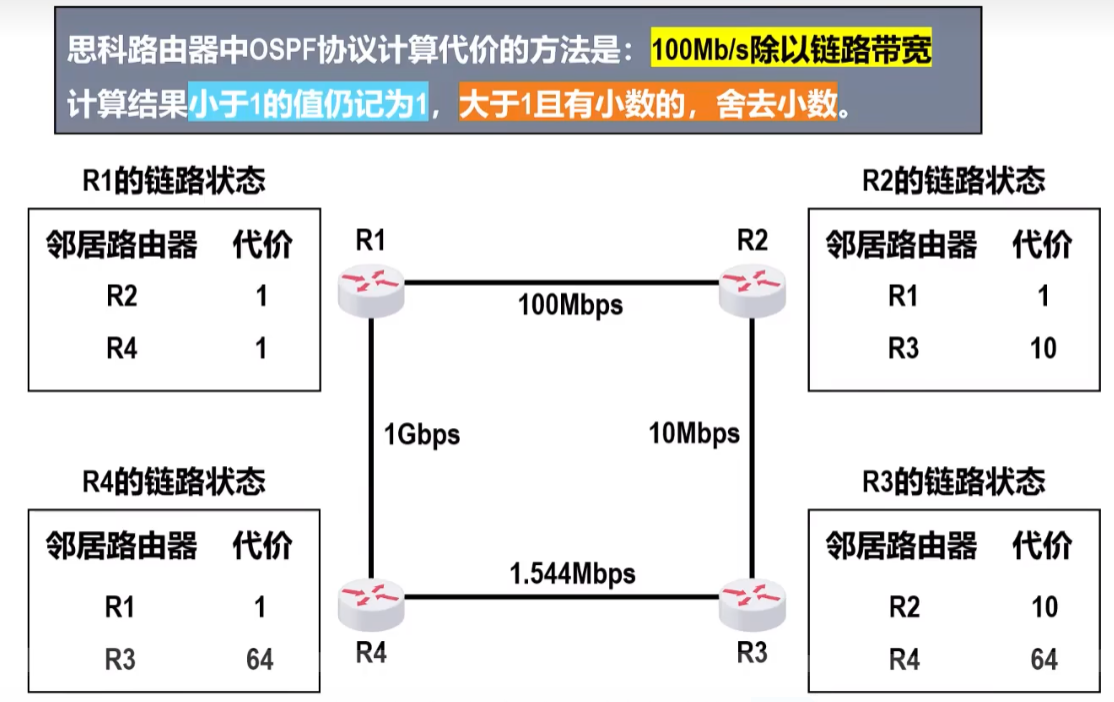 思科路由器中OSPF协议计算代价的方法是：100Mb/s除以链路带宽
计算结果小于1的值仍记为1，大于1且有小数的，舍去小数。
R1的链路状态
邻居路由器 代价
R2 1
R4 1
R2的链路状态
邻居路由器 代价
R1 1
R3 10
R1
R2
100Mbps
1Gbps
10Mbps
1.544Mbps
R4
R3
R4的链路状态
邻居路由器 代价
R1 1
R3 64
R3的链路状态
邻居路由器 代价
R2 10
R4 64